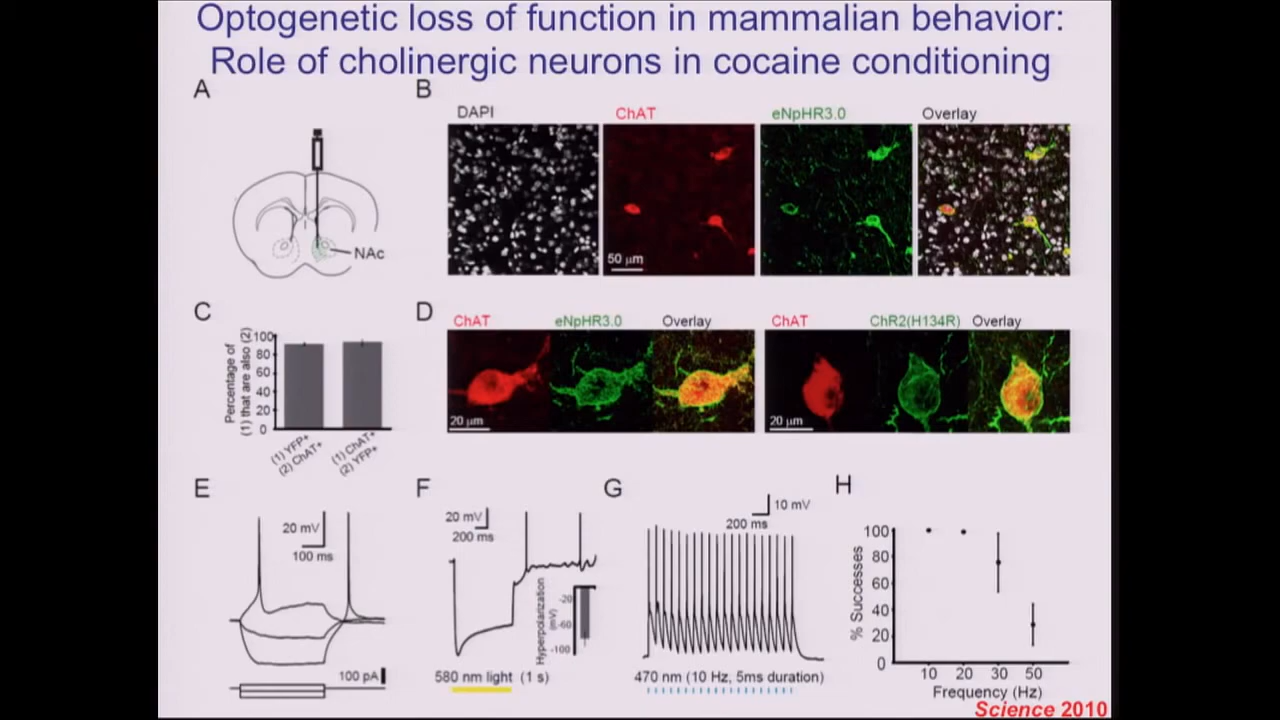 Optogenetic loss of function in mammalian behavior:
Role of cholinergic neurons in cocaine conditioning
A
NAc
B
DAPI
ChAT
eNpHR3.0
Overlay
50 μm
C
Percentage of
(1) that are also (2)
100
80
60
40
20
0
(1) YFP+
(2) ChAT+
(1) ChAT+
(2) YFP+
D
ChAT
eNpHR3.0
Overlay
20 μm
ChAT
ChR2(H134R)
Overlay
20 μm
E
20 mV
100 ms
100 pA
F
20 mV
200 ms
Hyperpolarization
(mV)
-20
-60
-100
580 nm light (1 s)
G
10 mV
200 ms
470 nm (10 Hz, 5ms duration)
H
% Successes
100
80
60
40
20
0
10 20 30 50
Frequency (Hz)
Science 2010